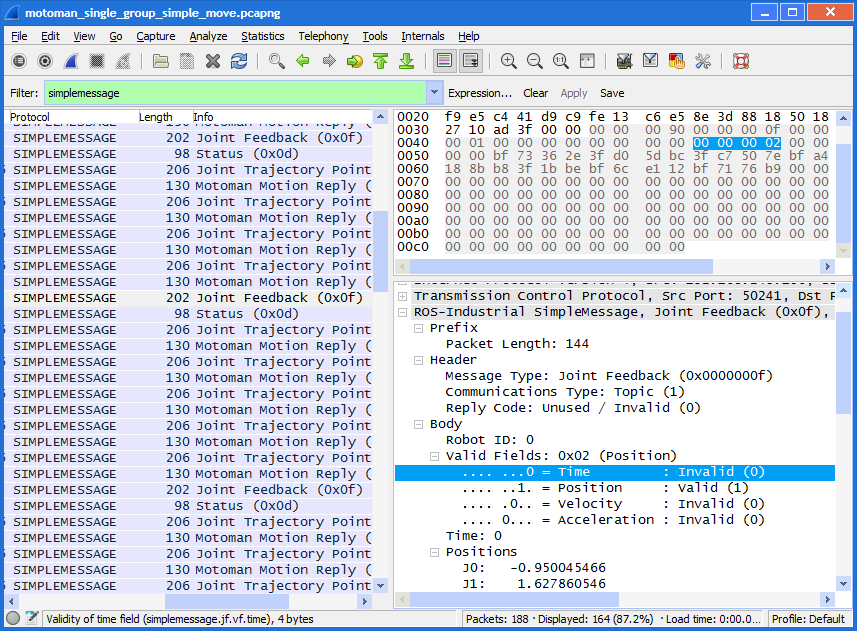 motoman_single_group_simple_move.pcapng
File Edit View Go Capture Analyze Statistics Telephony Tools Internals Help
Filter: simplemessage Expression... Clear Apply Save
Protocol Length Info
SIMPLEMESSAGE 130 Motoman Motion Reply (
SIMPLEMESSAGE 202 Joint Feedback (0x0f)
SIMPLEMESSAGE 98 Status (0x0d)
SIMPLEMESSAGE 206 Joint Trajectory Point
SIMPLEMESSAGE 130 Motoman Motion Reply (
SIMPLEMESSAGE 206 Joint Trajectory Point
SIMPLEMESSAGE 130 Motoman Motion Reply (
SIMPLEMESSAGE 206 Joint Trajectory Point
SIMPLEMESSAGE 130 Motoman Motion Reply (
SIMPLEMESSAGE 206 Joint Trajectory Point
SIMPLEMESSAGE 130 Motoman Motion Reply (
SIMPLEMESSAGE 202 Joint Feedback (0x0f)
SIMPLEMESSAGE 98 Status (0x0d)
SIMPLEMESSAGE 206 Joint Trajectory Point
SIMPLEMESSAGE 130 Motoman Motion Reply (
SIMPLEMESSAGE 206 Joint Trajectory Point
SIMPLEMESSAGE 130 Motoman Motion Reply (
SIMPLEMESSAGE 206 Joint Trajectory Point
SIMPLEMESSAGE 130 Motoman Motion Reply (
SIMPLEMESSAGE 206 Joint Trajectory Point
SIMPLEMESSAGE 130 Motoman Motion Reply (
SIMPLEMESSAGE 206 Joint Trajectory Point
SIMPLEMESSAGE 130 Motoman Motion Reply (
SIMPLEMESSAGE 202 Joint Feedback (0x0f)
SIMPLEMESSAGE 98 Status (0x0d)
SIMPLEMESSAGE 206 Joint Trajectory Point
SIMPLEMESSAGE 130 Motoman Motion Reply (
SIMPLEMESSAGE 206 Joint Trajectory Point
SIMPLEMESSAGE 130 Motoman Motion Reply (
SIMPLEMESSAGE 206 Joint Trajectory Point
0020 f9 e5 c4 41 d9 c9 fe 13 c6 e5 8e 3d 88 18 50 18
0030 27 10 ad 3f 00 00 00 00 00 90 00 00 00 0f 00 00
0040 00 01 00 00 00 00 00 00 00 00 00 00 00 02 00 00
0050 00 00 bf 73 36 2e 3f d0 5d bc 3f c7 50 7e bf a4
0060 18 8b b8 3f 1b be bf 6c e1 12 bf 71 76 b9 00 00
0070 00 00 00 00 00 00 00 00 00 00 00 00 00 00 00 00
0080 00 00 00 00 00 00 00 00 00 00 00 00 00 00 00 00
0090 00 00 00 00 00 00 00 00 00 00 00 00 00 00 00 00
00a0 00 00 00 00 00 00 00 00 00 00 00 00 00 00 00 00
00b0 00 00 00 00 00 00 00 00 00 00 00 00 00 00 00 00
00c0 00 00 00 00 00 00 00 00 00 00
Transmission Control Protocol, Src Port: 50241, Dst P
ROS-Industrial SimpleMessage, Joint Feedback (0x0f),
Prefix
Packet Length: 144
Header
Message Type: Joint Feedback (0x0000000f)
Communications Type: Topic (1)
Reply Code: Unused / Invalid (0)
Body
Robot ID: 0
Valid Fields: 0x02 (Position)
.... ...0 = Time : Invalid (0)
.... ..1. = Position : Valid (1)
.... .0.. = Velocity : Invalid (0)
.... 0... = Acceleration : Invalid (0)
Time: 0
Positions
J0: -0.950045466
J1: 1.627860546
Validity of time field (simplemessage.jf.vf.time), 4 bytes
Packets: 188 · Displayed: 164 (87.2%) · Load time: 0:00.0...
Profile: Default